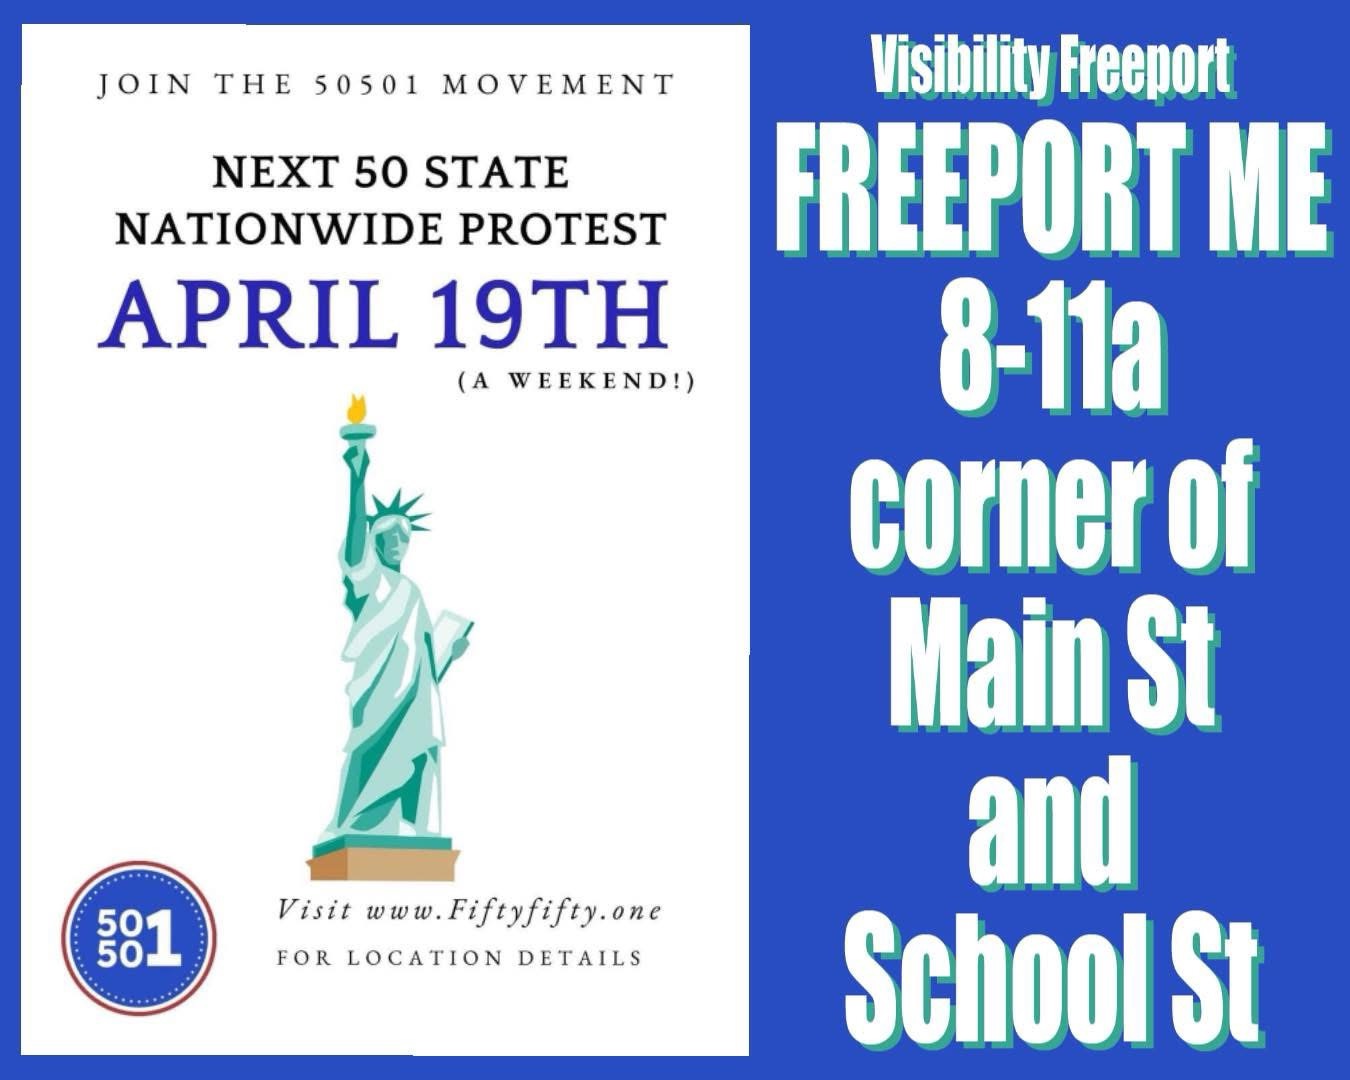 JOIN THE 50501 MOVEMENT
NEXT 50 STATE
NATIONWIDE PROTEST
APRIL 19TH
(A WEEKEND!)
50
501
Visit www.Fiftyfifty.one
FOR LOCATION DETAILS
Visibility Freeport
FREEPORT ME
8-11a
corner of
Main St
and
School St